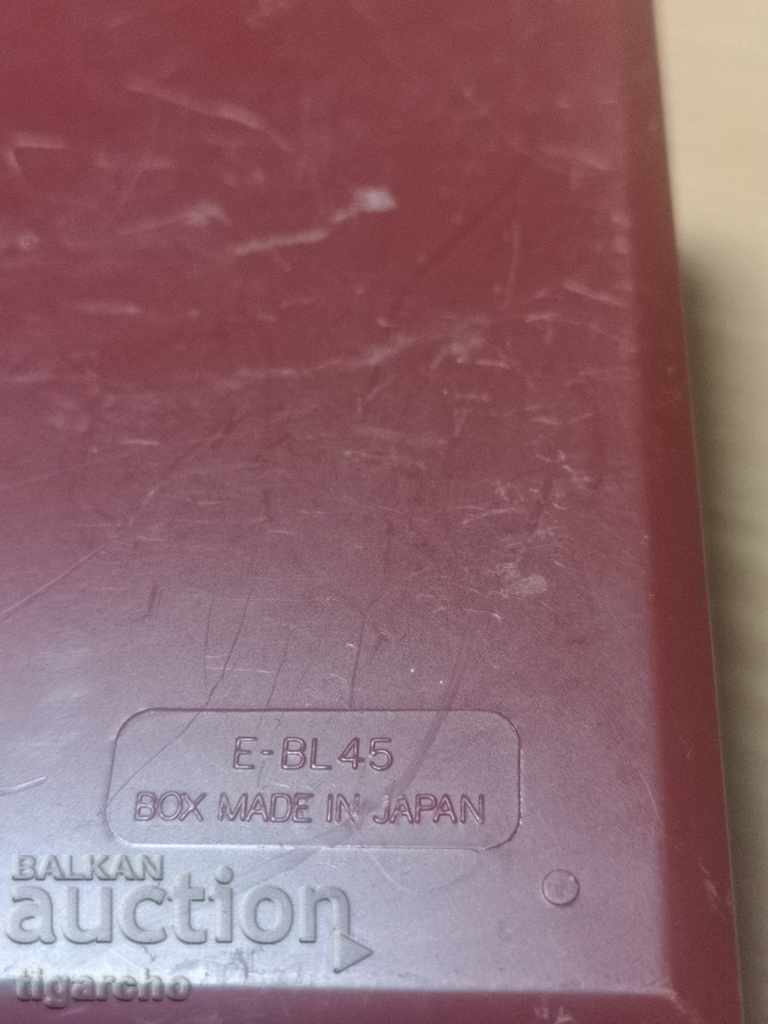 E-BL45
BOX MADE IN JAPAN
BALKAN
auction
tigarcho